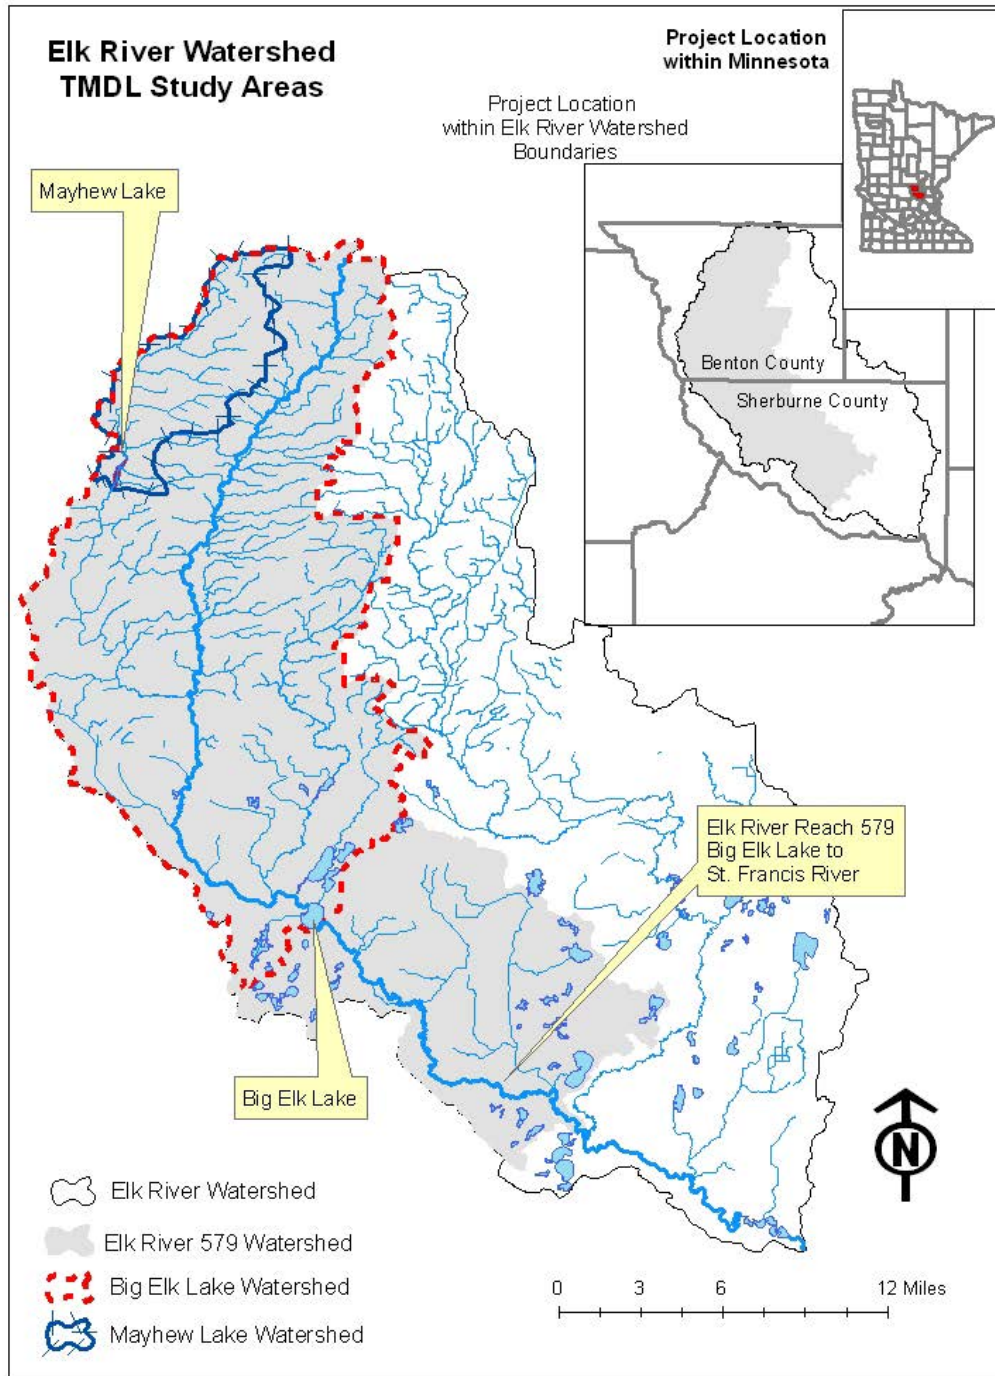 Elk River Watershed
TMDL Study Areas
Project Location
within Minnesota
Project Location
within Elk River Watershed
Boundaries
Mayhew Lake
Benton County
Sherburne County
Elk River Reach 579
Big Elk Lake to
St. Francis River
Big Elk Lake
N
Elk River Watershed
Elk River 579 Watershed
Big Elk Lake Watershed
Mayhew Lake Watershed
0 3 6 12 Miles